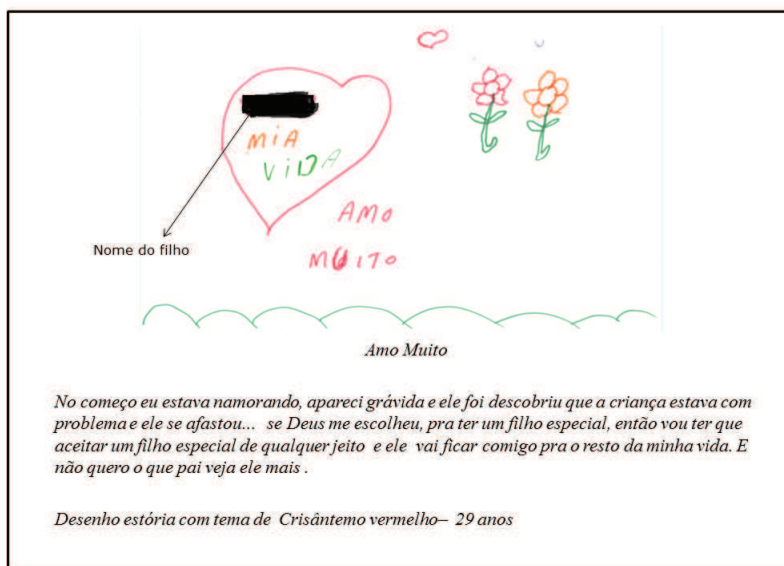 MiA
ViDA
AMO
MUITO
Nome do filho
Amo Muito
No começo eu estava namorando, apareci grávida e ele foi descobriu que a criança estava com
problema e ele se afastou... se Deus me escolheu, pra ter um filho especial, então vou ter que
aceitar um filho especial de qualquer jeito e ele vai ficar comigo pra o resto da minha vida. E
não quero o que pai veja ele mais .
Desenho estória com tema de Crisântemo vermelho– 29 anos